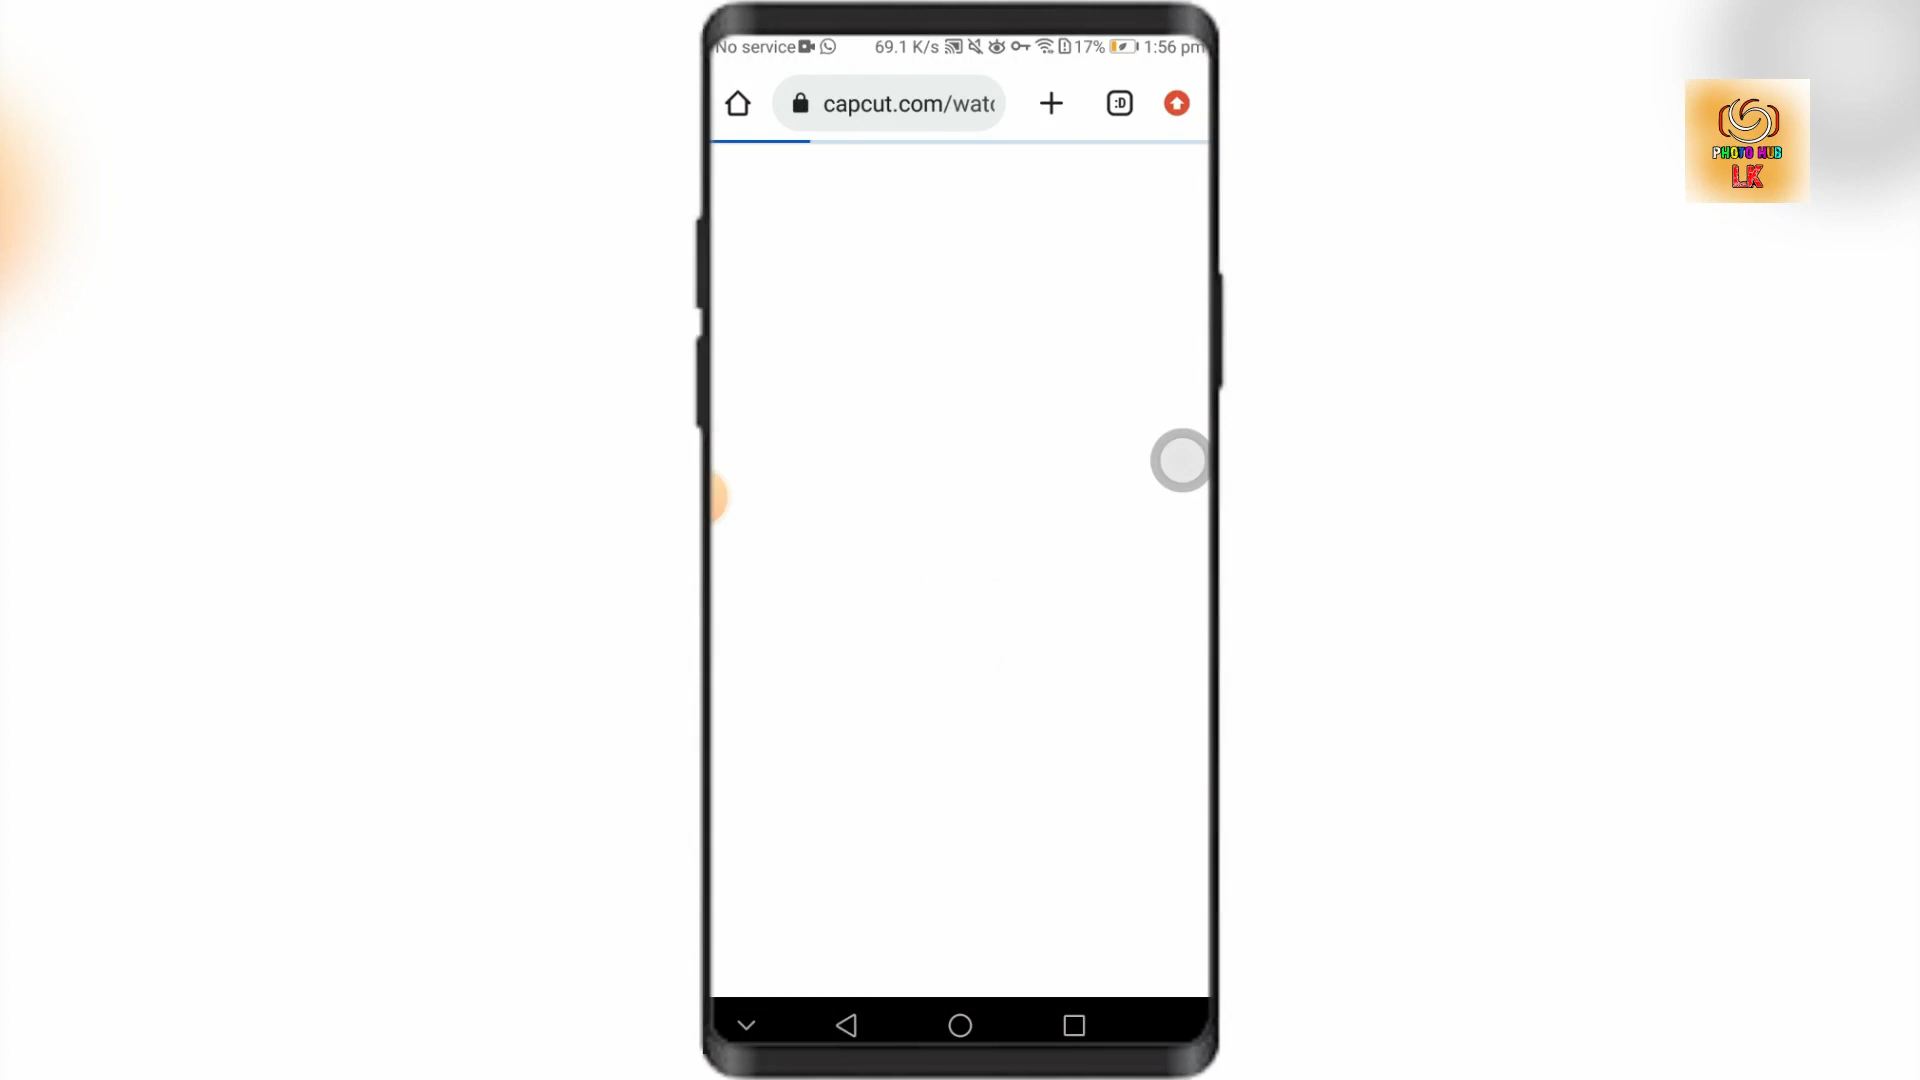 No service 69.1 K/s 17% 1:56 pm
capcut.com/watc
:D
PHOTO HUB
LK